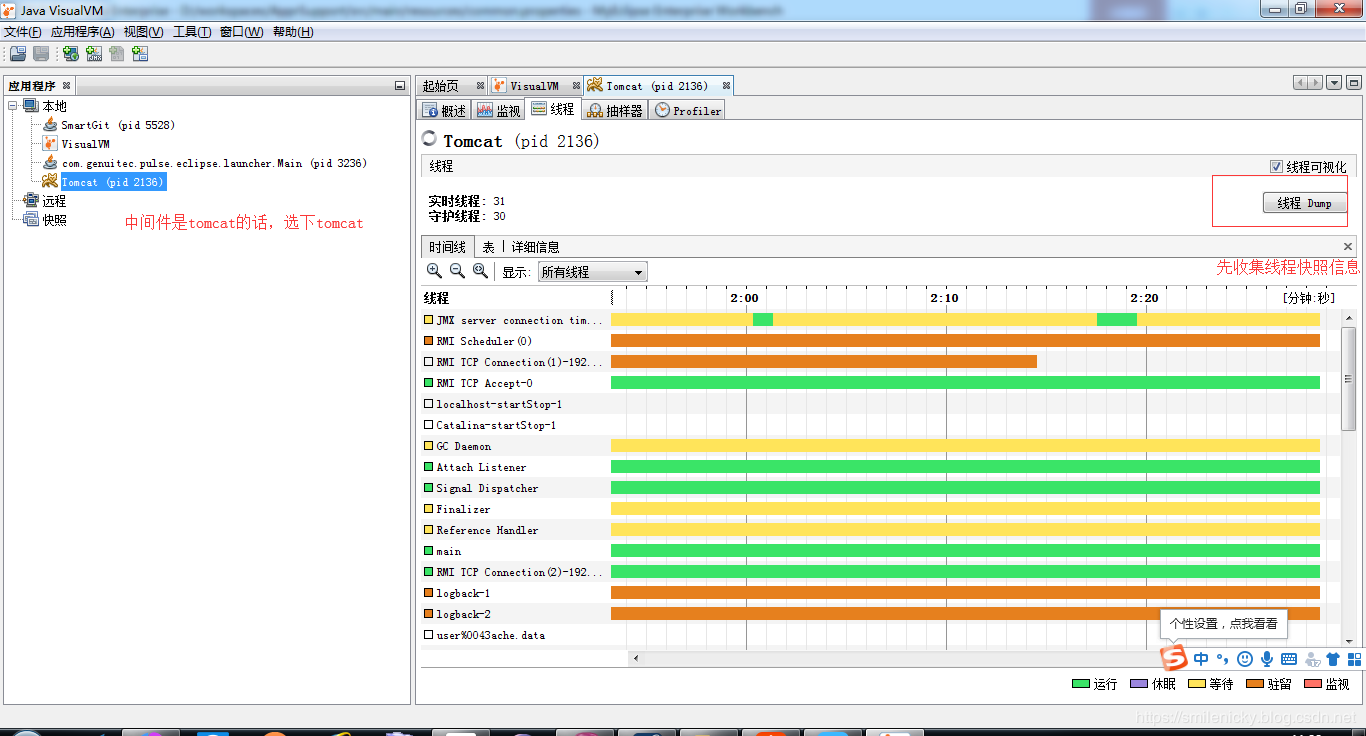 Java VisualVM
文件(F) 应用程序(A) 视图(V) 工具(T) 窗口(W) 帮助(H)
应用程序
本地
SmartGit (pid 5528)
VisualVM
com.genuitec.pulse.eclipse.launcher.Main (pid 3236)
Tomcat (pid 2136)
远程
快照
中间件是tomcat的话，选下tomcat
起始页 VisualVM Tomcat (pid 2136)
概述 监视 线程 抽样器 Profiler
Tomcat (pid 2136)
线程 线程可视化
实时线程: 31
守护线程: 30
线程 Dump
时间线 表 详细信息
先收集线程快照信息
显示: 所有线程
线程 2:00 2:10 2:20 [分钟:秒]
JMX server connection tim...
RMI Scheduler(0)
RMI TCP Connection(1)-192...
RMI TCP Accept-0
localhost-startStop-1
Catalina-startStop-1
GC Daemon
Attach Listener
Signal Dispatcher
Finalizer
Reference Handler
main
RMI TCP Connection(2)-192...
logback-1
logback-2
user%0043ache.data
个性设置，点我看看
S 中
运行 休眠 等待 驻留 监视
https://smilenicky.blog.csdn.net